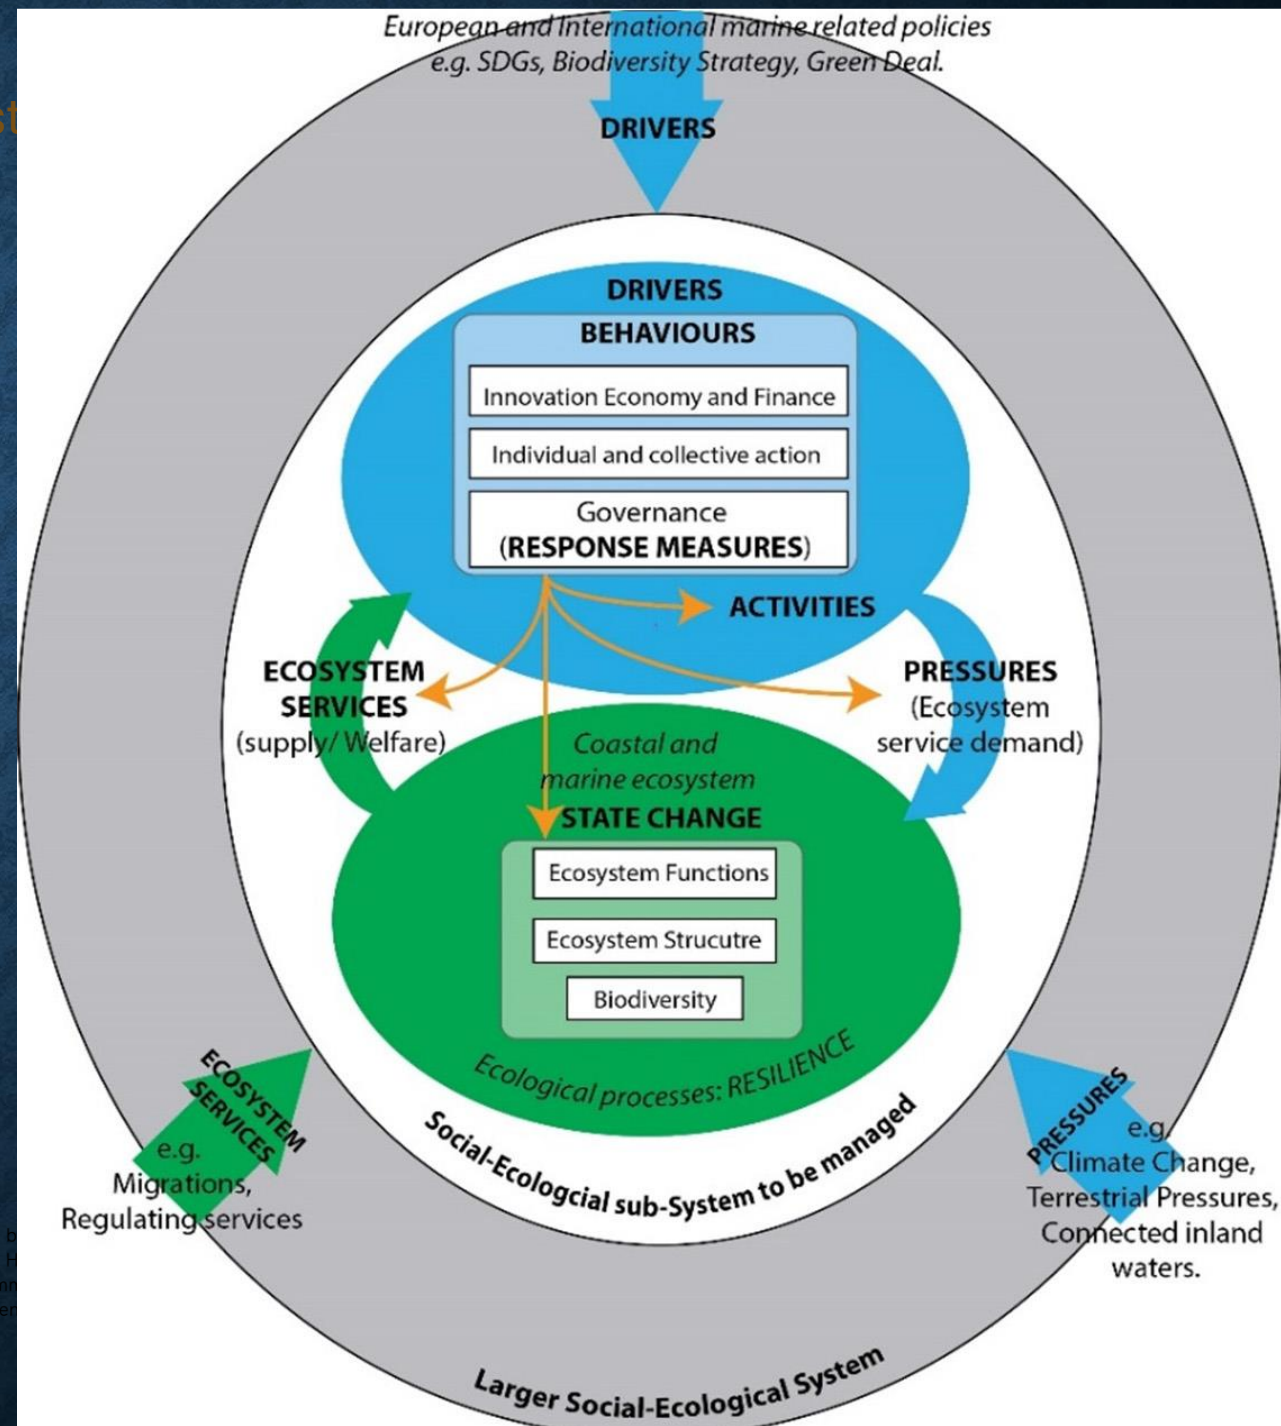 European and International marine related policies
e.g. SDGs, Biodiversity Strategy, Green Deal.
DRIVERS
st
DRIVERS
BEHAVIOURS
Innovation Economy and Finance
Individual and collective action
Governance
(RESPONSE MEASURES)
ACTIVITIES
ECOSYSTEM
SERVICES
(supply/ Welfare)
PRESSURES
(Ecosystem
service demand)
Coastal and
marine ecosystem
STATE CHANGE
Ecosystem Functions
Ecosystem Strucutre
Biodiversity
Ecological processes: RESILIENCE
Social-Ecologcial sub-System to be managed
ECOSYSTEM
SERVICES
e.g.
Migrations,
Regulating services
PRESSURES
e.g.
Climate Change,
Terrestrial Pressures,
Connected inland
waters.
Larger Social-Ecological System